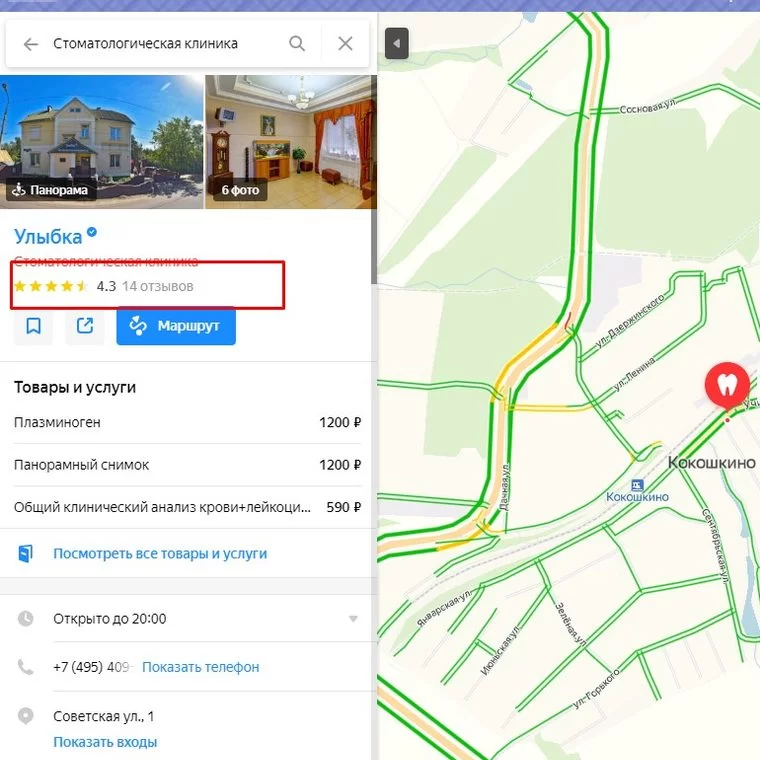 Стоматологическая клиника
Панорама
6 фото
Улыбка
Стоматологическая клиника
4.3 14 отзывов
Маршрут
Товары и услуги
Плазминоген 1200 ₽
Панорамный снимок 1200 ₽
Общий клинический анализ крови+лейкоци... 590 ₽
Посмотреть все товары и услуги
Открыто до 20:00
+7 (495) 409- Показать телефон
Советская ул., 1
Показать входы
Сосновая ул.
ул. Дзержинского
ул. Ленина
Кокошкино
Кокошкино
Дачная ул.
Сентябрьская ул.
Январская ул.
Зелёная ул.
Июньская ул.
ул. Горького